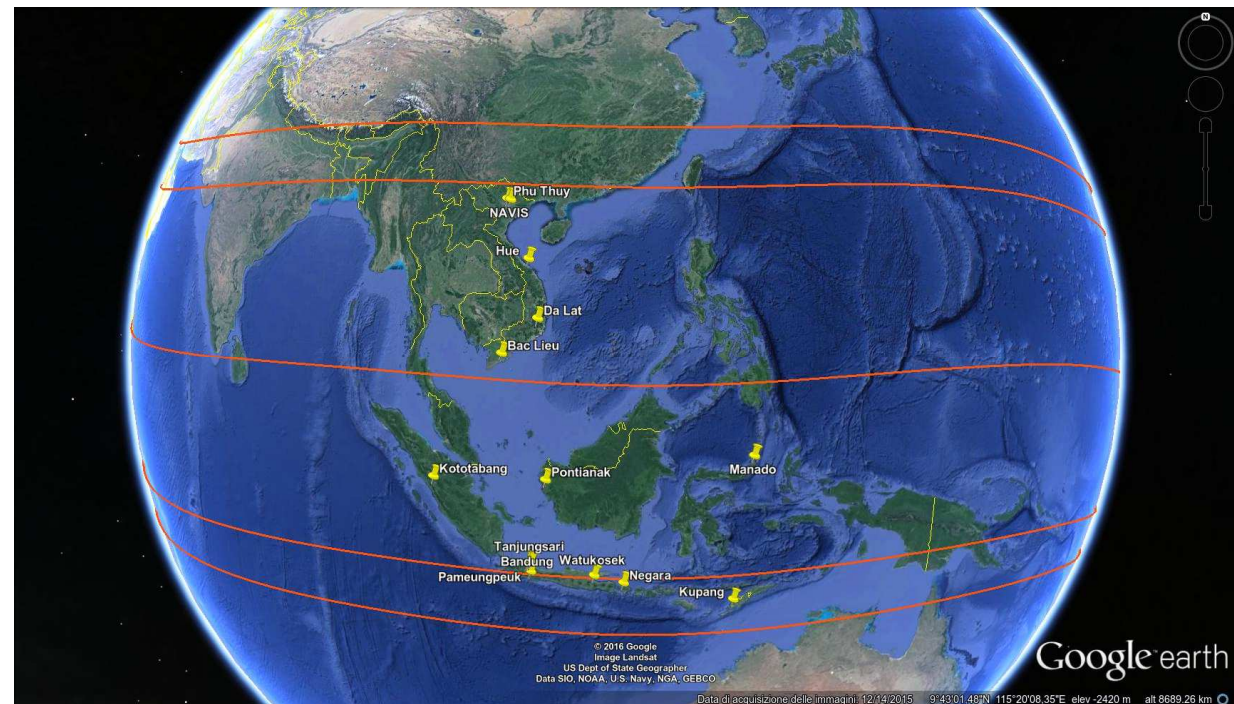 N
Phu Thuy
NAVIS
Hue
Da Lat
Bac Lieu
Kototabang
Pontianak
Manado
Tanjungsari
Bandung
Watukosek
Pameungpeuk
Negara
Kupang
© 2016 Google
Image Landsat
US Dept of State Geographer
Data SIO, NOAA, U.S. Navy, NGA, GEBCO
Google earth
Data di acquisizione delle immagini: 12/14/2015 9°43'01.48"N 115°20'08.35"E elev -2420 m alt 8689.26 km